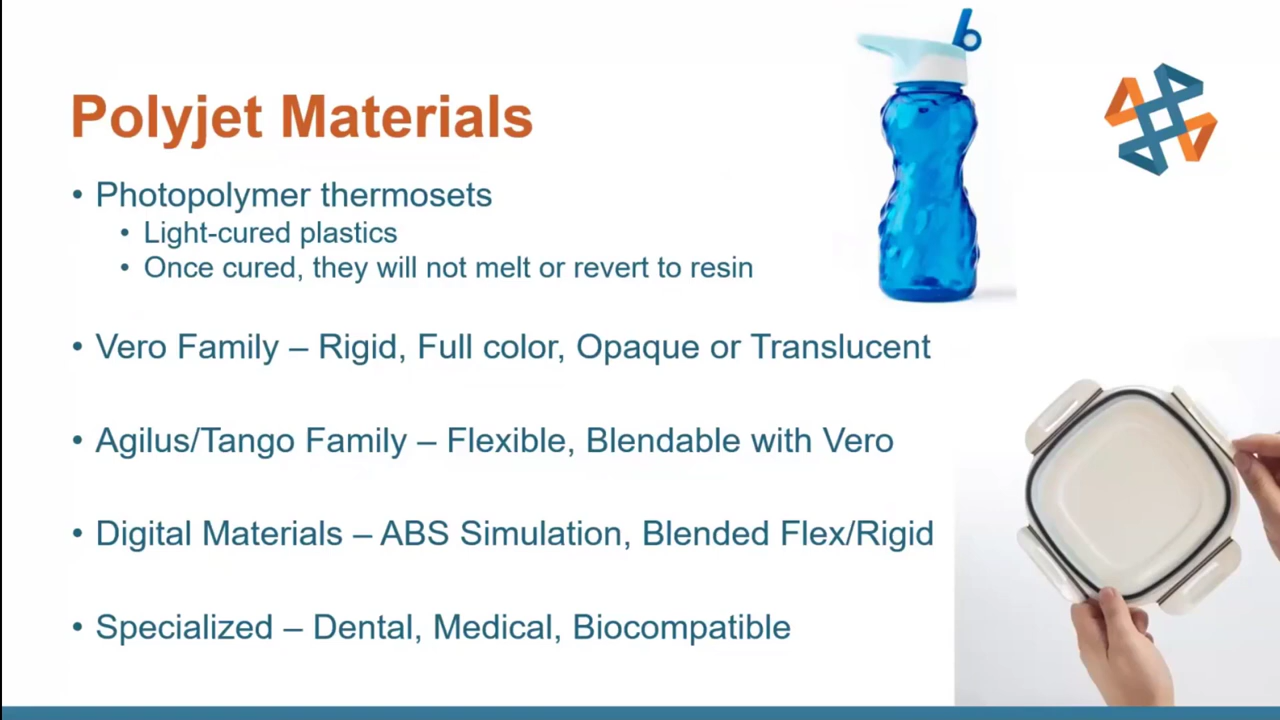 Polyjet Materials
• Photopolymer thermosets
• Light-cured plastics
• Once cured, they will not melt or revert to resin
• Vero Family – Rigid, Full color, Opaque or Translucent
• Agilus/Tango Family – Flexible, Blendable with Vero
• Digital Materials – ABS Simulation, Blended Flex/Rigid
• Specialized – Dental, Medical, Biocompatible